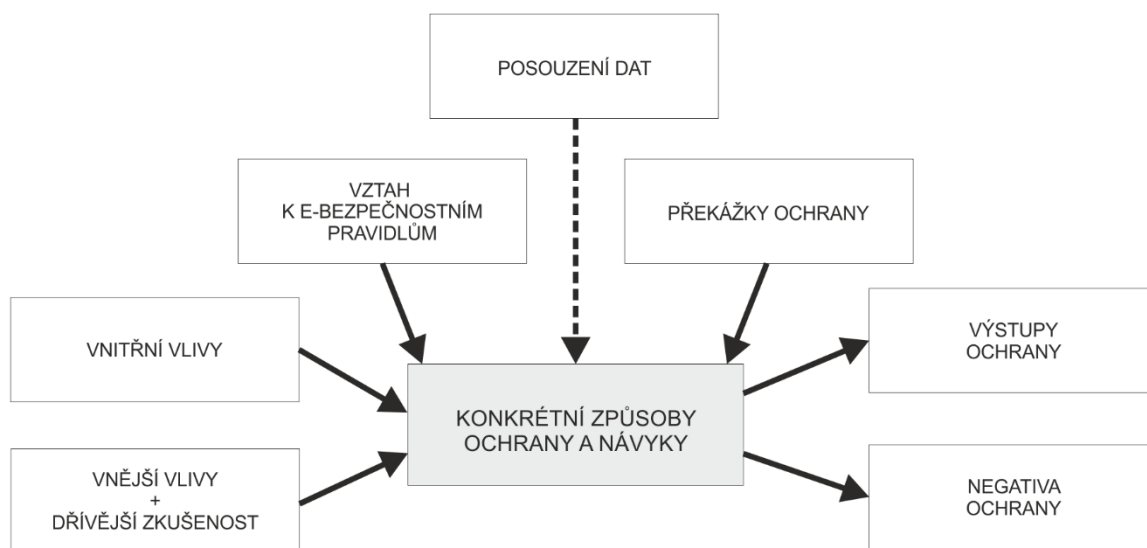 POSOUZENÍ DAT
VZTAH
K E-BEZPEČNOSTNÍM
PRAVIDLŮM
PŘEKÁŽKY OCHRANY
VNITŘNÍ VLIVY
VÝSTUPY
OCHRANY
KONKRÉTNÍ ZPŮSOBY
OCHRANY A NÁVYKY
VNĚJŠÍ VLIVY
+
DŘÍVĚJŠÍ ZKUŠENOST
NEGATIVA
OCHRANY